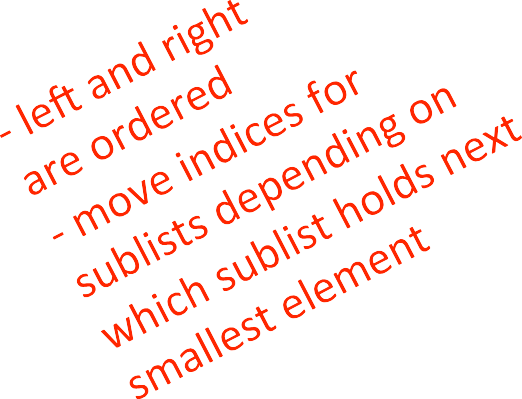 - left and right
are ordered
- move indices for
sublists depending on
which sublist holds next
smallest element